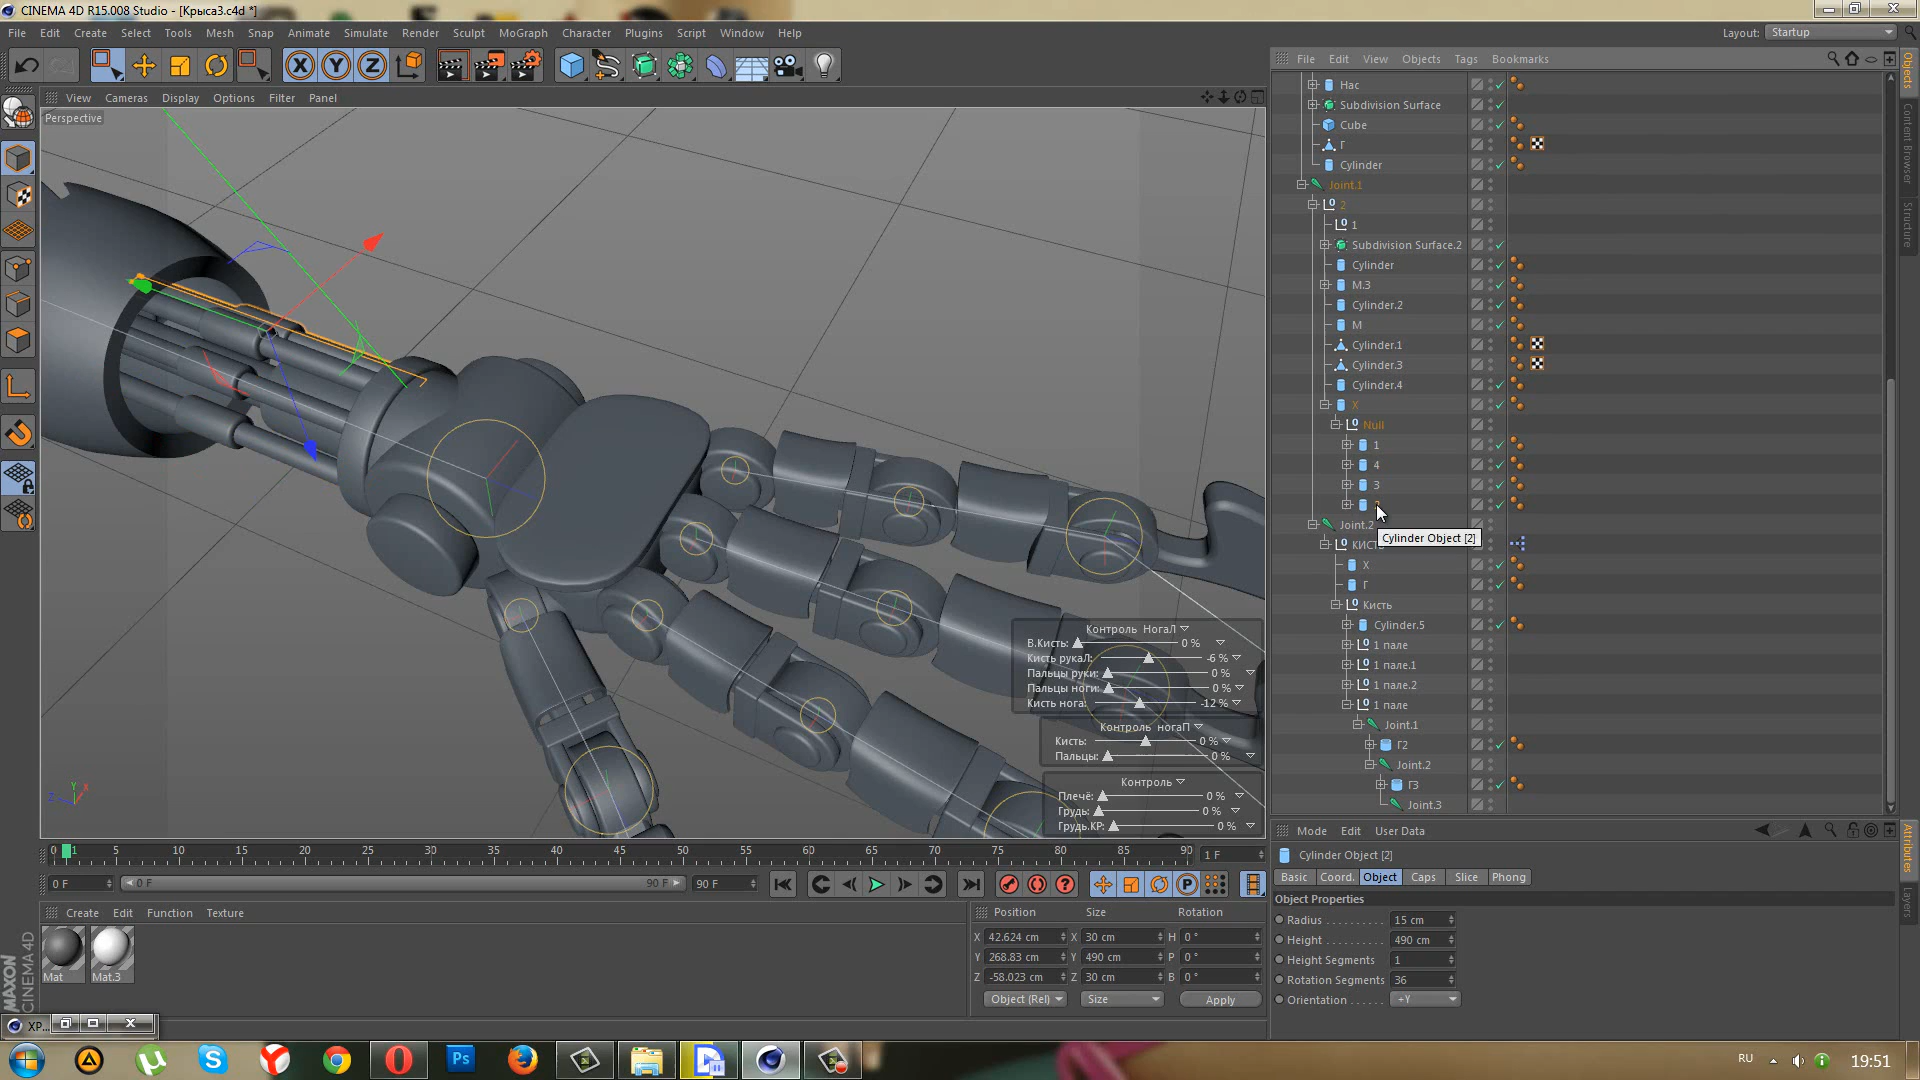 CINEMA 4D R15.008 Studio - [Крыса3.c4d *]
File Edit Create Select Tools Mesh Snap Animate Simulate Render Sculpt MoGraph Character Plugins Script Window Help
Layout: Startup
View Cameras Display Options Filter Panel
Perspective
File Edit View Objects Tags Bookmarks
Нас
Subdivision Surface
Cube
Г
Cylinder
Joint.1
2
1
Subdivision Surface.2
Cylinder
М.3
Cylinder.2
М
Cylinder.1
Cylinder.3
Cylinder.4
Х
Null
1
4
3
Joint.2
Cylinder Object [2]
Х
Г
Кисть
Cylinder.5
1 пале
1 пале.1
1 пале.2
1 пале
Joint.1
Г2
Joint.2
Г3
Joint.3
Objects
Content Browser
Structure
Контроль НогаЛ
В.Кисть: 0 %
Кисть рукаЛ: -6 %
Пальцы руки: 0 %
Пальцы ноги: 0 %
Кисть нога: -12 %
Контроль ногаП
Кисть: 0 %
Пальцы: 0 %
Контроль
Плечё: 0 %
Грудь: 0 %
Грудь.КР: 0 %
0 1 5 10 15 20 25 30 35 40 45 50 55 60 65 70 75 80 85 90 1 F
0 F 0 F 90 F 90 F
Create Edit Function Texture
Mat Mat.3
MAXON CINEMA 4D
Position Size Rotation
X 42.624 cm X 30 cm H 0 °
Y 268.83 cm Y 490 cm P 0 °
Z -58.023 cm Z 30 cm B 0 °
Object (Rel) Size Apply
Mode Edit User Data
Cylinder Object [2]
Basic Coord. Object Caps Slice Phong
Object Properties
Radius 15 cm
Height 490 cm
Height Segments 1
Rotation Segments 36
Orientation +Y
Attributes
Layers
XP...
RU 19:51